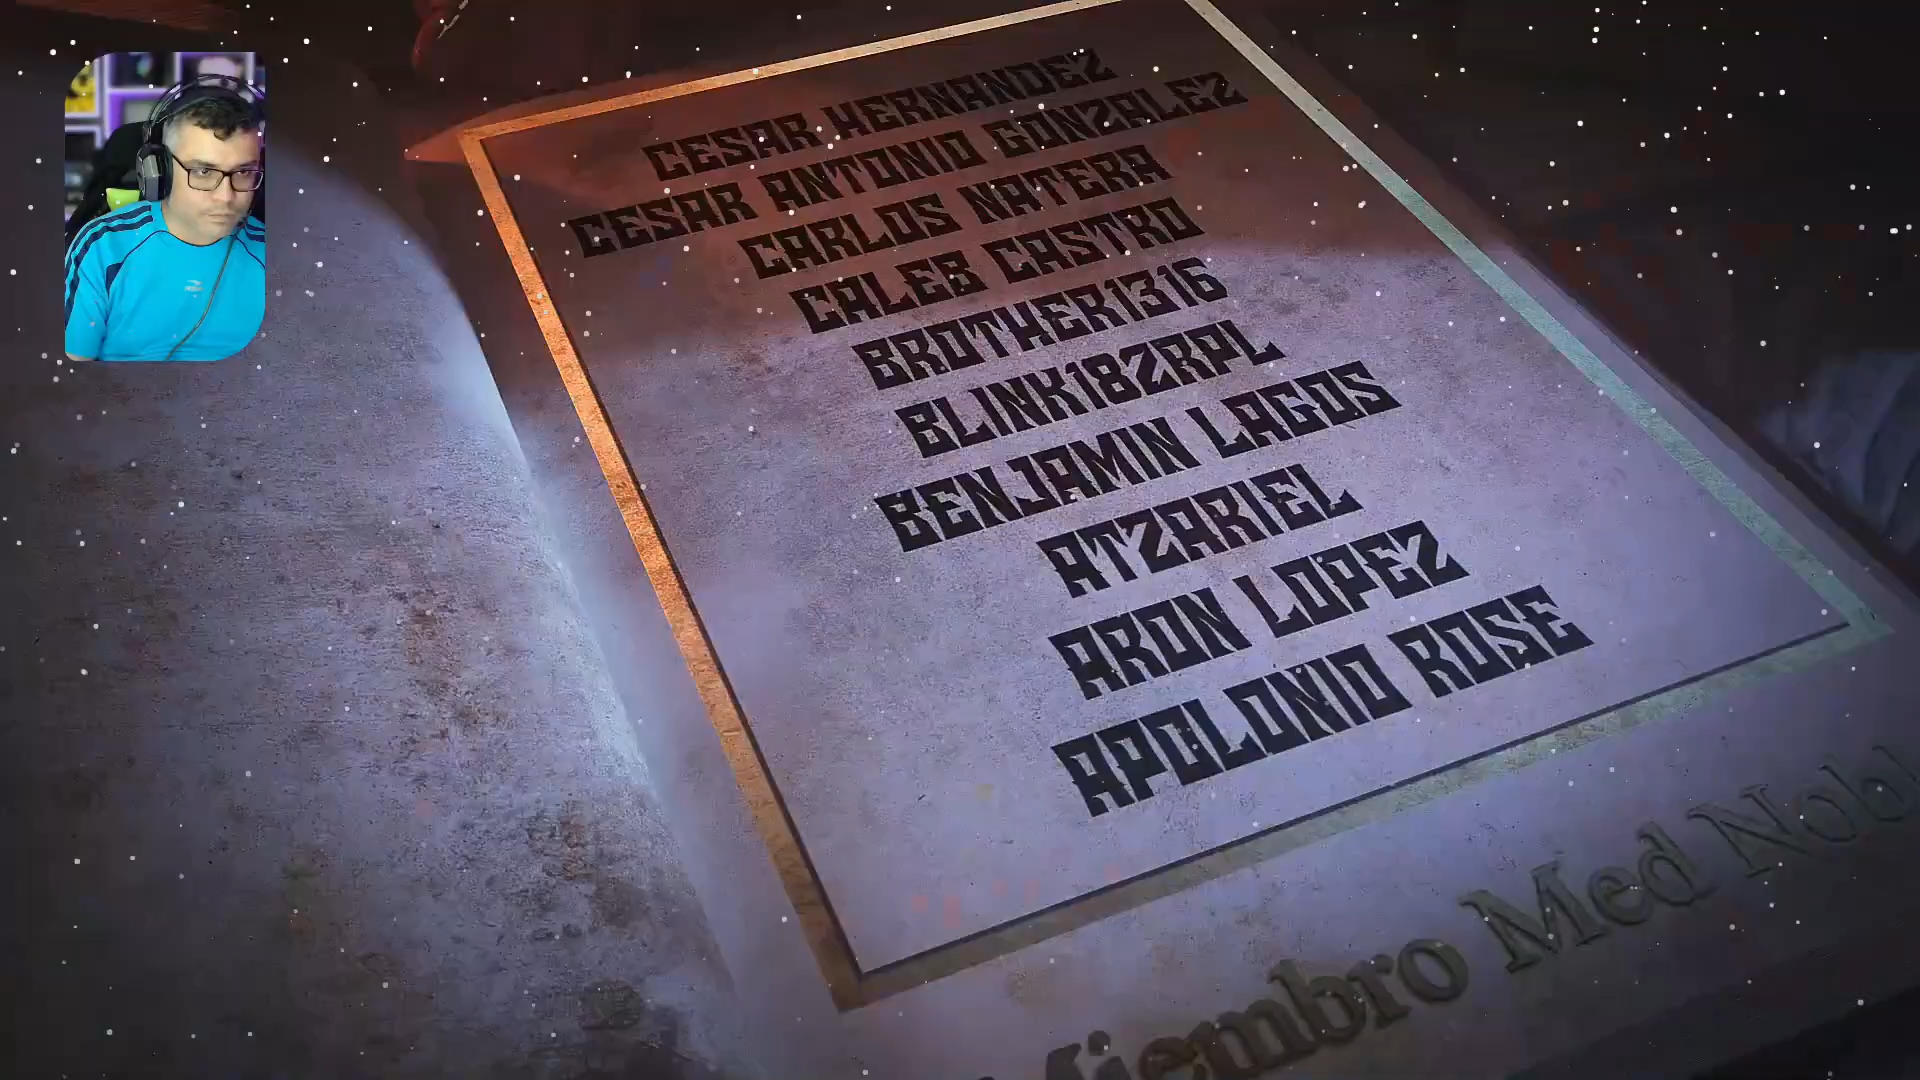 CESAR HERNANDEZ
CESAR ANTONIO GONZALEZ
CARLOS NATERA
CALEB CASTRO
BROTHER1316
BLINK182RPL
BENJAMIN LAGOS
ATZARIEL
ARON LOPEZ
APOLONIO ROSE
Miembro Med